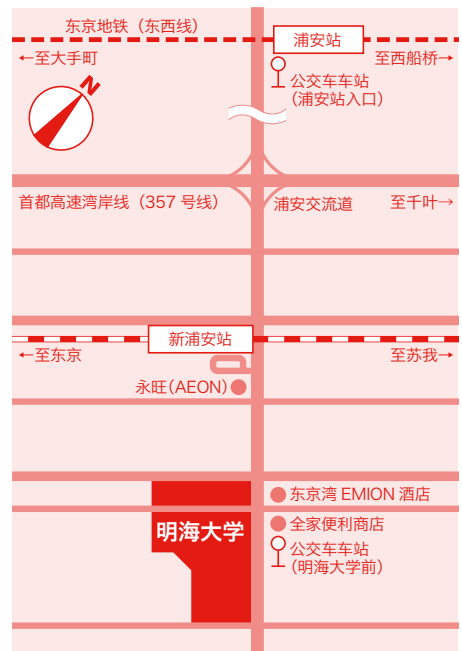 东京地铁（东西线）
浦安站
←至大手町
至西船桥→
N
公交车车站
（浦安站入口）
首都高速湾岸线（357 号线）
浦安交流道
至千叶→
新浦安站
←至东京
至苏我→
永旺(AEON)
东京湾 EMION 酒店
明海大学
全家便利商店
公交车车站
（明海大学前）